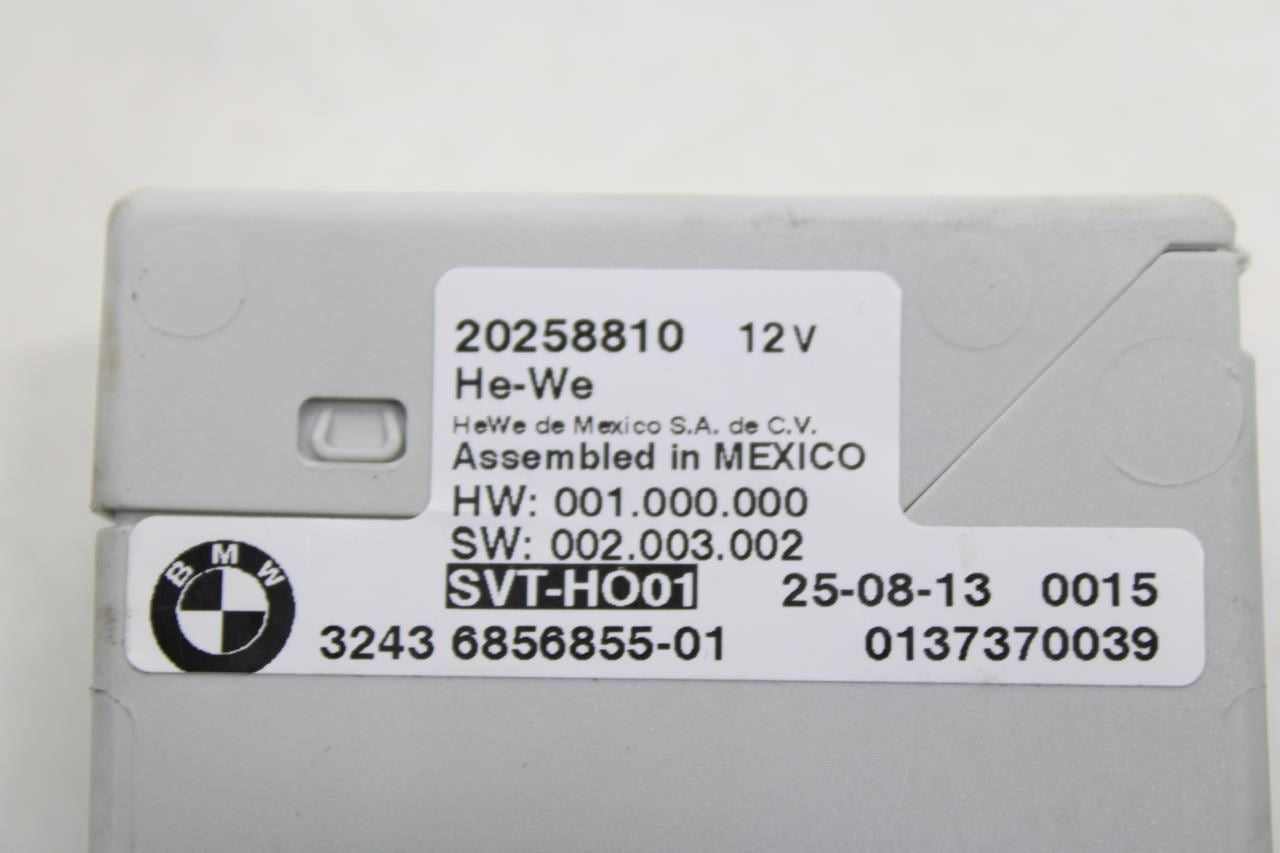 20258810 12V
He-We
HeWe de Mexico S.A. de C.V.
Assembled in MEXICO
HW: 001.000.000
SW: 002.003.002
BMW
SVT-HO01 25-08-13 0015
3243 6856855-01 0137370039